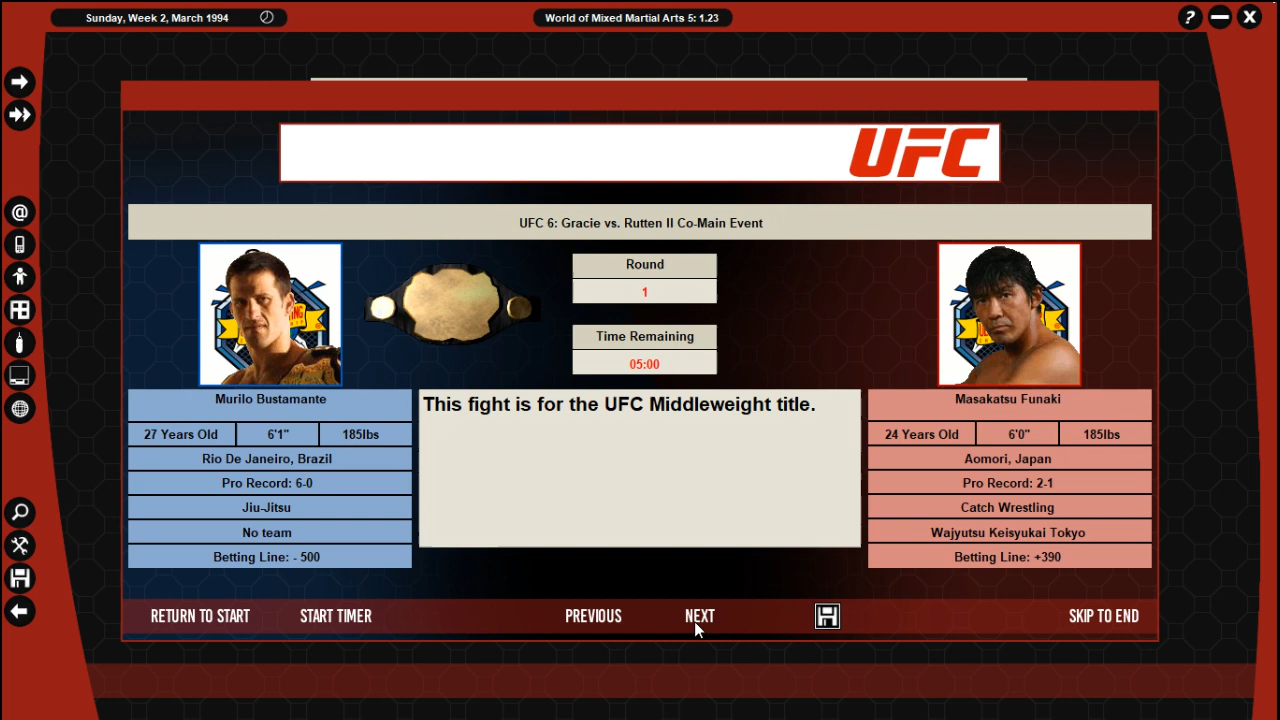 Sunday, Week 2, March 1994
World of Mixed Martial Arts 5: 1.23
?
X
UFC
UFC 6: Gracie vs. Rutten II Co-Main Event
Round
1
Time Remaining
05:00
Murilo Bustamante
27 Years Old
6'1"
185lbs
Rio De Janeiro, Brazil
Pro Record: 6-0
Jiu-Jitsu
No team
Betting Line: - 500
This fight is for the UFC Middleweight title.
Masakatsu Funaki
24 Years Old
6'0"
185lbs
Aomori, Japan
Pro Record: 2-1
Catch Wrestling
Wajyutsu Keisyukai Tokyo
Betting Line: +390
@
RETURN TO START
START TIMER
PREVIOUS
NEXT
SKIP TO END